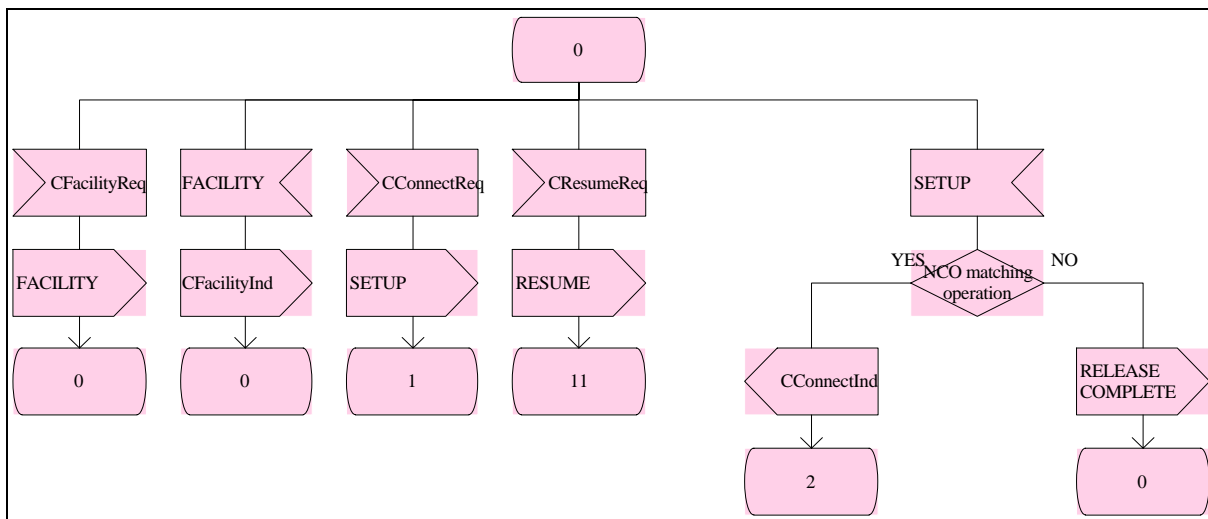 0
CFacilityReq
FACILITY
CConnectReq
CResumeReq
SETUP
FACILITY
CFacilityInd
SETUP
RESUME
YES
NCO matching
operation
NO
0
0
1
11
CConnectInd
RELEASE
COMPLETE
2
0